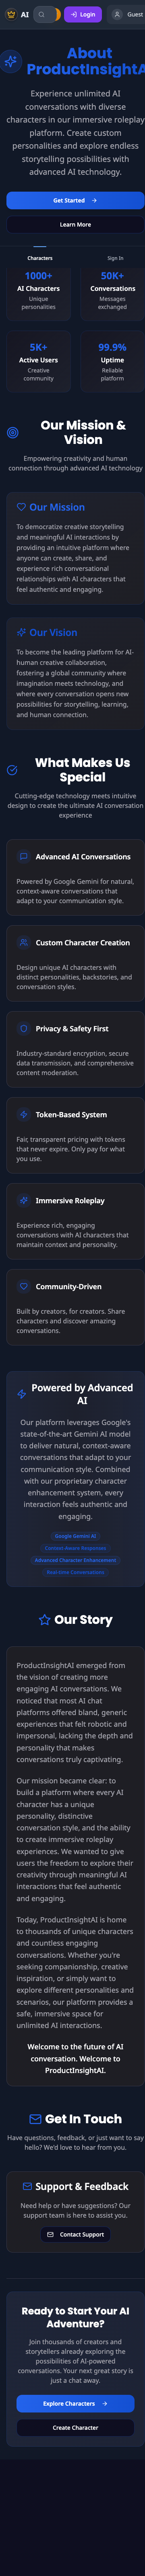 AI
Login
Guest
About
ProductInsightA
Experience unlimited AI
conversations with diverse
characters in our immersive roleplay
platform. Create custom
personalities and explore endless
storytelling possibilities with
advanced AI technology.
Get Started
Learn More
Characters
Sign In
1000+
AI Characters
Unique
personalities
50K+
Conversations
Messages
exchanged
5K+
Active Users
Creative
community
99.9%
Uptime
Reliable
platform
Our Mission &
Vision
Empowering creativity and human
connection through advanced AI technology
Our Mission
To democratize creative storytelling
and meaningful AI interactions by
providing an intuitive platform where
anyone can create, share, and
experience rich conversational
relationships with AI characters that
feel authentic and engaging.
Our Vision
To become the leading platform for AI-
human creative collaboration,
fostering a global community where
imagination meets technology, and
where every conversation opens new
possibilities for storytelling, learning,
and human connection.
What Makes Us
Special
Cutting-edge technology meets intuitive
design to create the ultimate AI conversation
experience
Advanced AI Conversations
Powered by Google Gemini for natural,
context-aware conversations that
adapt to your communication style.
Custom Character Creation
Design unique AI characters with
distinct personalities, backstories, and
conversation styles.
Privacy & Safety First
Industry-standard encryption, secure
data transmission, and comprehensive
content moderation.
Token-Based System
Fair, transparent pricing with tokens
that never expire. Only pay for what
you use.
Immersive Roleplay
Experience rich, engaging
conversations with AI characters that
maintain context and personality.
Community-Driven
Built by creators, for creators. Share
characters and discover amazing
conversations.
Powered by Advanced
AI
Our platform leverages Google's
state-of-the-art Gemini AI model
to deliver natural, context-aware
conversations that adapt to your
communication style. Combined
with our proprietary character
enhancement system, every
interaction feels authentic and
engaging.
Google Gemini AI
Context-Aware Responses
Advanced Character Enhancement
Real-time Conversations
Our Story
ProductInsightAI emerged from
the vision of creating more
engaging AI conversations. We
noticed that most AI chat
platforms offered bland, generic
experiences that felt robotic and
impersonal, lacking the depth and
personality that makes
conversations truly captivating.
Our mission became clear: to
build a platform where every AI
character has a unique
personality, distinctive
conversation style, and the ability
to create immersive roleplay
experiences. We wanted to give
users the freedom to explore their
creativity through meaningful AI
interactions that feel authentic
and engaging.
Today, ProductInsightAI is home
to thousands of unique characters
and countless engaging
conversations. Whether you're
seeking companionship, creative
inspiration, or simply want to
explore different personalities and
scenarios, our platform provides a
safe, immersive space for
unlimited AI interactions.
Welcome to the future of AI
conversation. Welcome to
ProductInsightAI.
Get In Touch
Have questions, feedback, or just want to say
hello? We'd love to hear from you.
Support & Feedback
Need help or have suggestions? Our
support team is here to assist you.
Contact Support
Ready to Start Your AI
Adventure?
Join thousands of creators and
storytellers already exploring the
possibilities of AI-powered
conversations. Your next great story is
just a chat away.
Explore Characters
Create Character